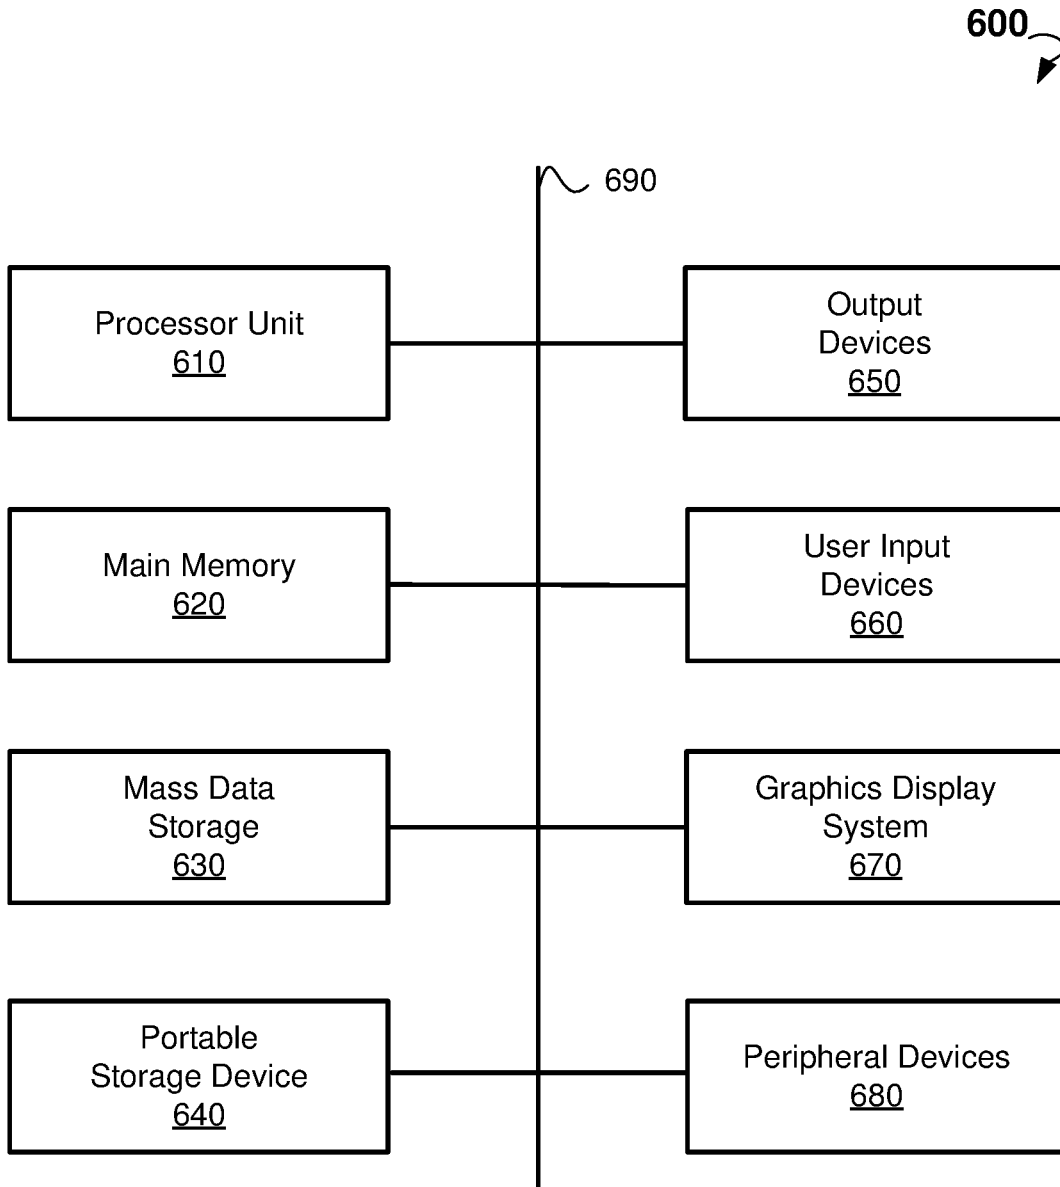 600
690
Processor Unit
610
Output
Devices
650
Main Memory
620
User Input
Devices
660
Mass Data
Storage
630
Graphics Display
System
670
Portable
Storage Device
640
Peripheral Devices
680